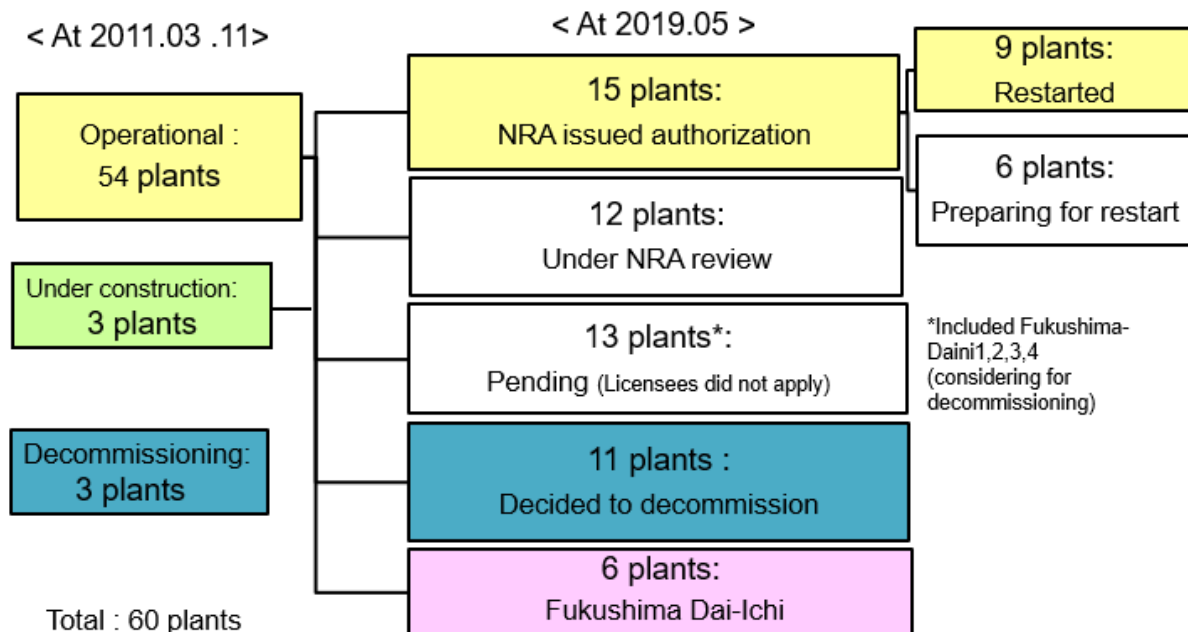 < At 2011.03 .11>
< At 2019.05 >
Operational :
54 plants
Under construction:
3 plants
Decommissioning:
3 plants
Total : 60 plants
15 plants:
NRA issued authorization
12 plants:
Under NRA review
13 plants*:
Pending (Licensees did not apply)
11 plants :
Decided to decommission
6 plants:
Fukushima Dai-Ichi
9 plants:
Restarted
6 plants:
Preparing for restart
*Included Fukushima-
Daini1,2,3,4
(considering for
decommissioning)